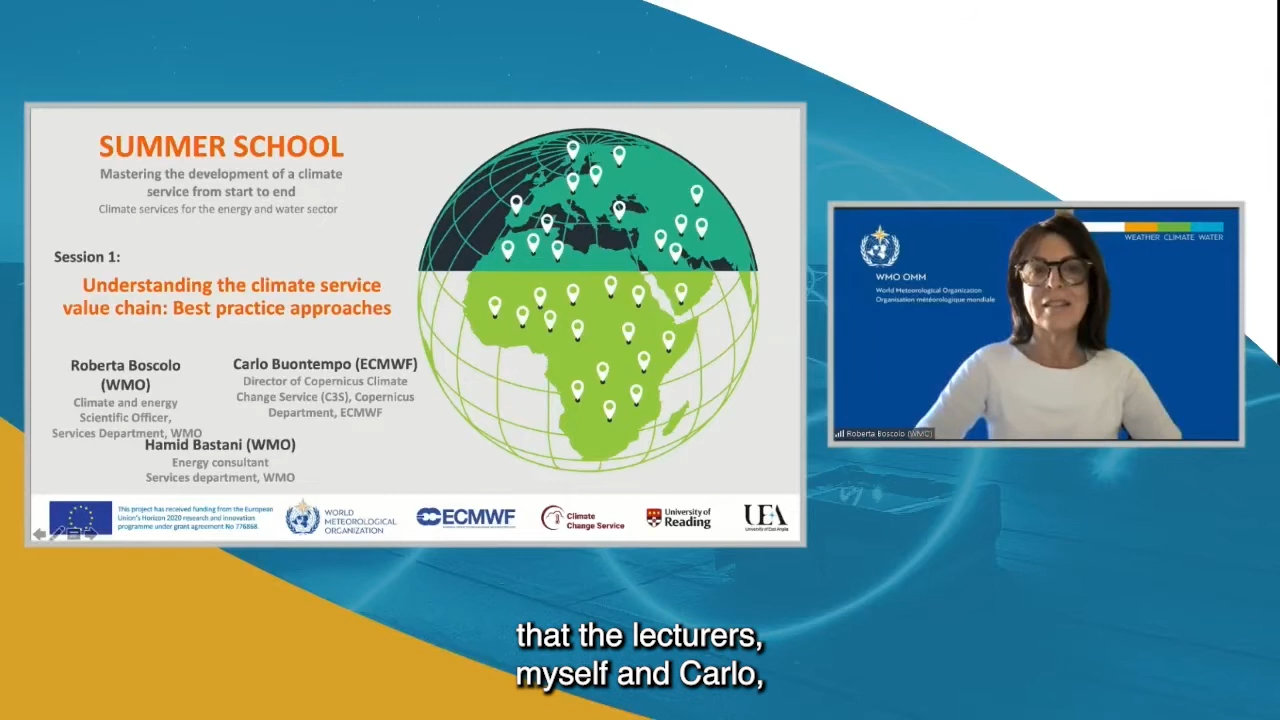 SUMMER SCHOOL
Mastering the development of a climate
service from start to end
Climate services for the energy and water sector
Session 1:
Understanding the climate service
value chain: Best practice approaches
Roberta Boscolo
(WMO)
Climate and energy
Scientific Officer,
Services Department, WMO
Carlo Buontempo (ECMWF)
Director of Copernicus Climate
Change Service (C3S), Copernicus
Department, ECMWF
Hamid Bastani (WMO)
Energy consultant
Services department, WMO
This project has received funding from the European
Union's Horizon 2020 research and innovation
programme under grant agreement No 776868.
WORLD
METEOROLOGICAL
ORGANIZATION
ECMWF
Climate
Change Service
University of
Reading
UEA
University of East Anglia
WEATHER CLIMATE WATER
WMO OMM
World Meteorological Organization
Organisation météorologique mondiale
Roberta Boscolo (WMO)
that the lecturers,
myself and Carlo,